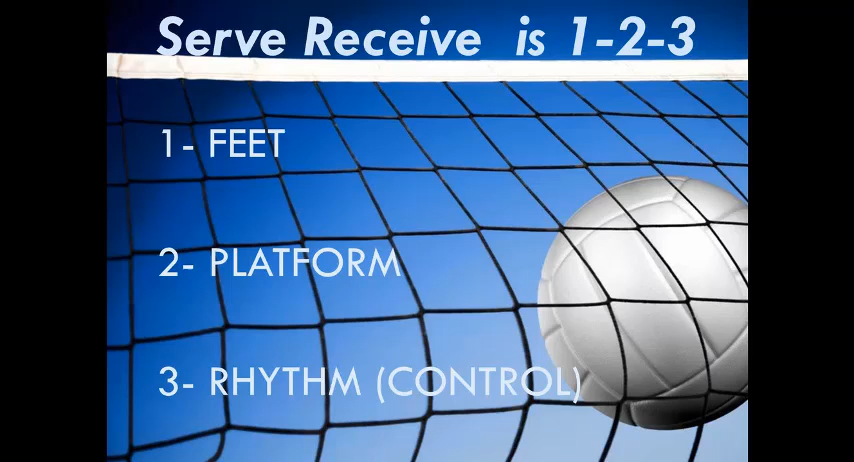 Serve Receive is 1-2-3
1- FEET
2- PLATFORM
3- RHYTHM (CONTROL)